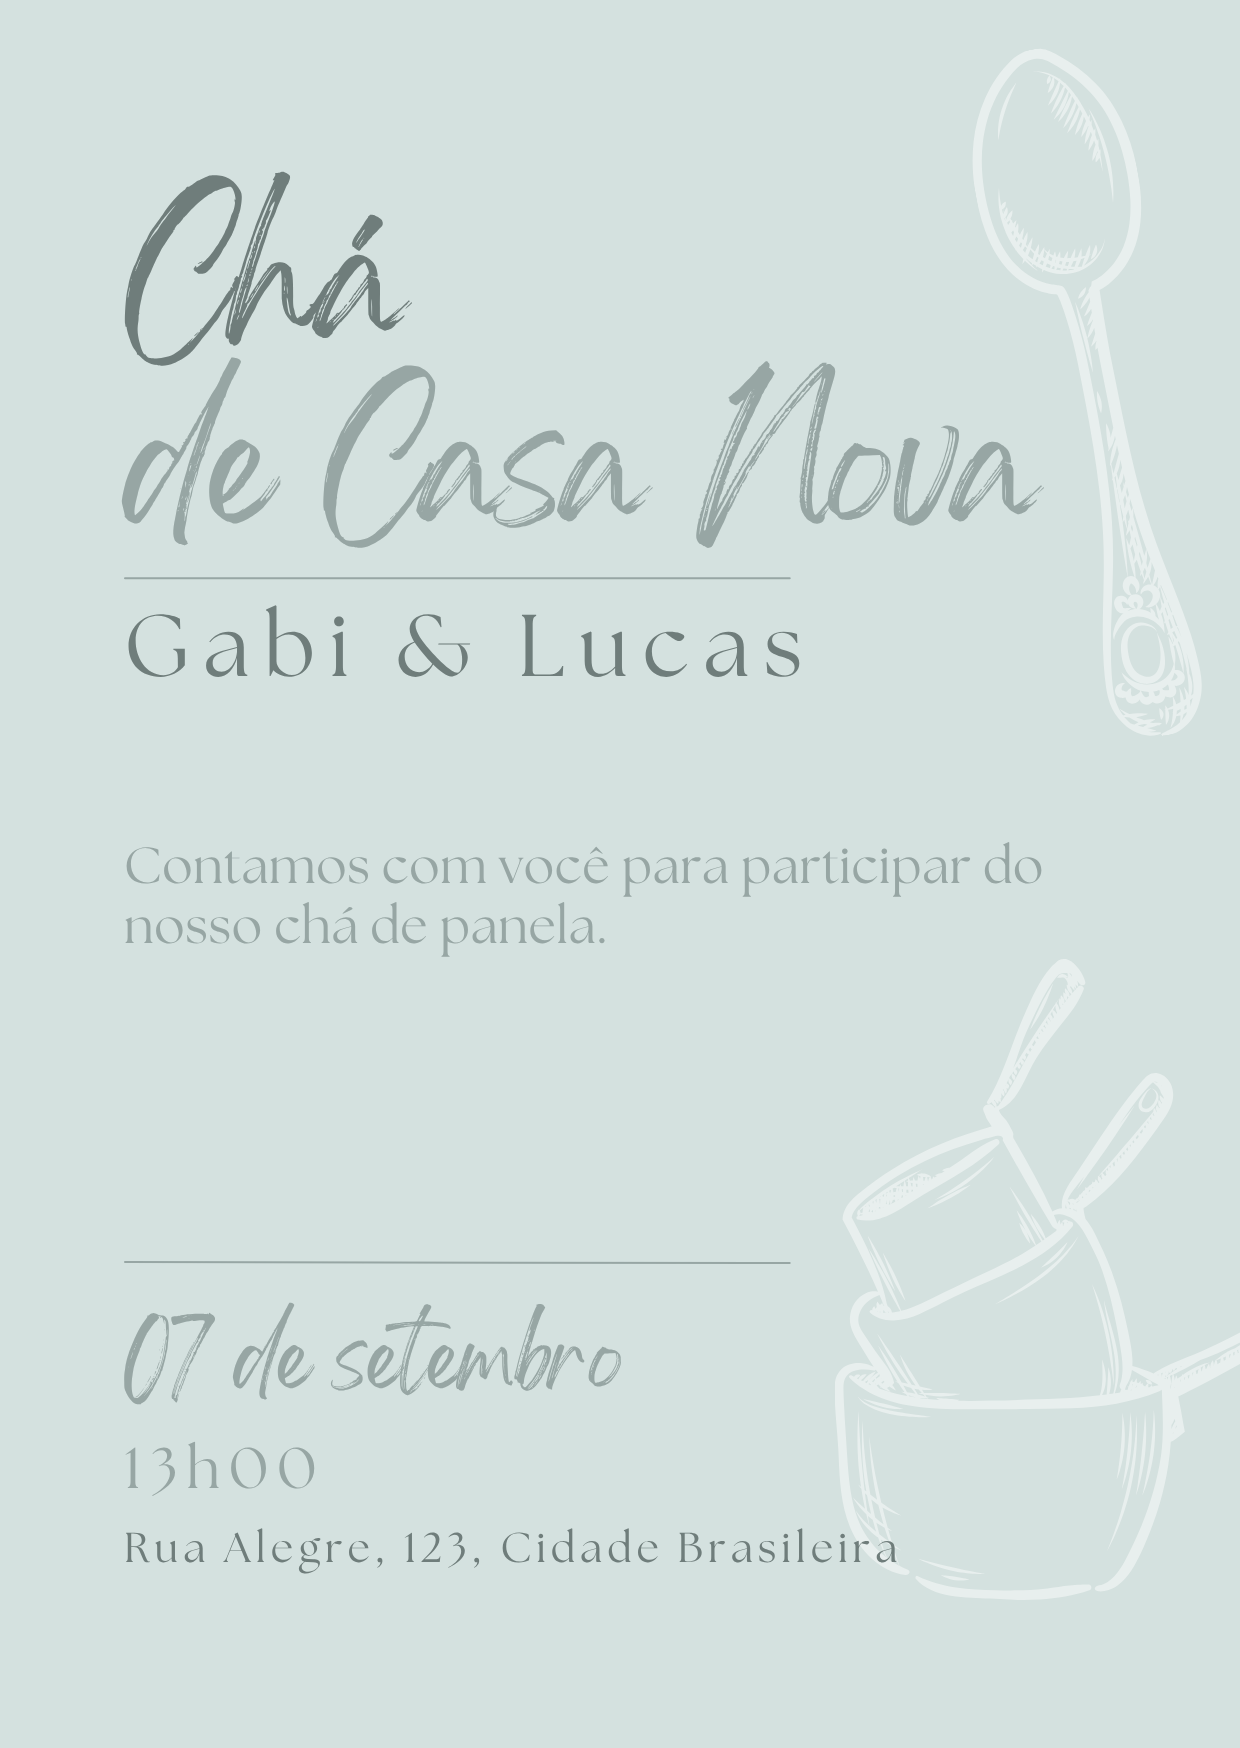 Chá
de Casa Nova
Gabi & Lucas
Contamos com você para participar do
nosso chá de panela.
07 de setembro
13h00
Rua Alegre, 123, Cidade Brasileira